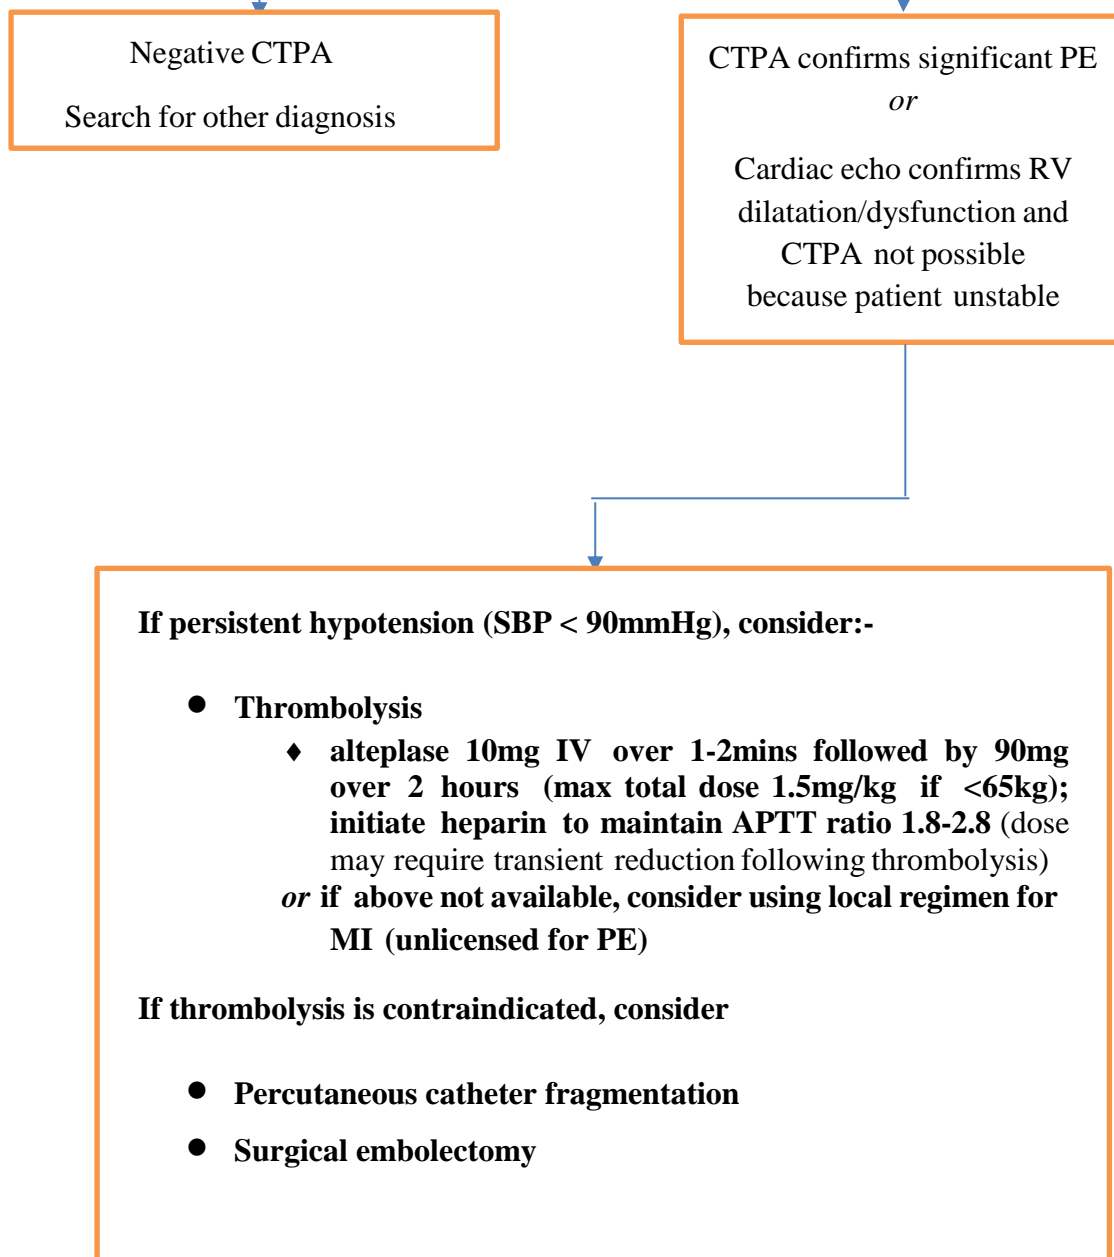 Negative CTPA
Search for other diagnosis
CTPA confirms significant PE
or
Cardiac echo confirms RV
dilatation/dysfunction and
CTPA not possible
because patient unstable
If persistent hypotension (SBP < 90mmHg), consider:-
● Thrombolysis
♦ alteplase 10mg IV over 1-2mins followed by 90mg
over 2 hours (max total dose 1.5mg/kg if <65kg);
initiate heparin to maintain APTT ratio 1.8-2.8 (dose
may require transient reduction following thrombolysis)
or if above not available, consider using local regimen for
MI (unlicensed for PE)
If thrombolysis is contraindicated, consider
● Percutaneous catheter fragmentation
● Surgical embolectomy